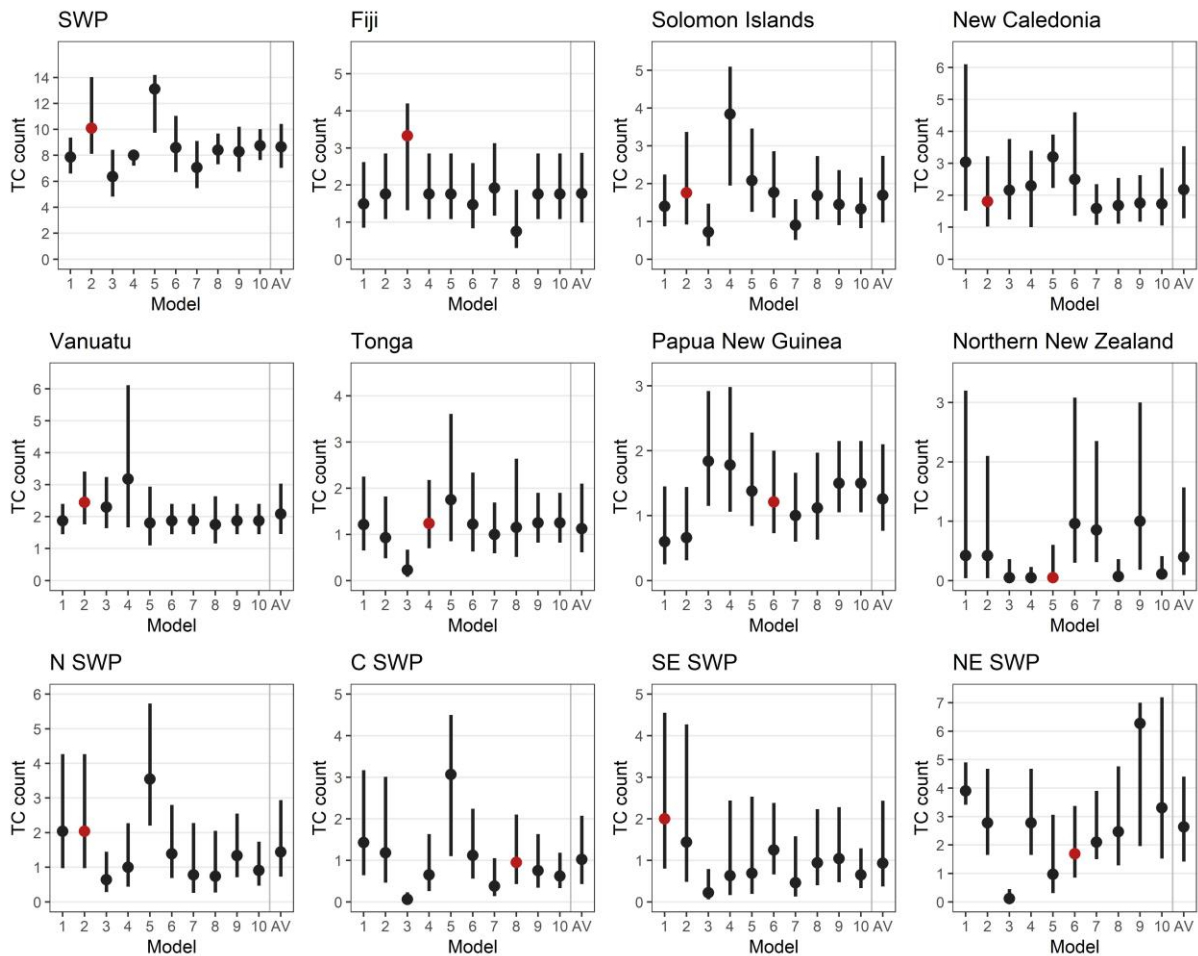 SWP
TC count
14
12
10
8
6
4
2
0
1 2 3 4 5 6 7 8 9 10 AV
Model
Fiji
TC count
5
4
3
2
1
0
1 2 3 4 5 6 7 8 9 10 AV
Model
Solomon Islands
TC count
5
4
3
2
1
0
1 2 3 4 5 6 7 8 9 10 AV
Model
New Caledonia
TC count
6
5
4
3
2
1
0
1 2 3 4 5 6 7 8 9 10 AV
Model
Vanuatu
TC count
6
5
4
3
2
1
0
1 2 3 4 5 6 7 8 9 10 AV
Model
Tonga
TC count
4
3
2
1
0
1 2 3 4 5 6 7 8 9 10 AV
Model
Papua New Guinea
TC count
3
2
1
0
1 2 3 4 5 6 7 8 9 10 AV
Model
Northern New Zealand
TC count
3
2
1
0
1 2 3 4 5 6 7 8 9 10 AV
Model
N SWP
TC count
6
5
4
3
2
1
0
1 2 3 4 5 6 7 8 9 10 AV
Model
C SWP
TC count
5
4
3
2
1
0
1 2 3 4 5 6 7 8 9 10 AV
Model
SE SWP
TC count
5
4
3
2
1
0
1 2 3 4 5 6 7 8 9 10 AV
Model
NE SWP
TC count
7
6
5
4
3
2
1
0
1 2 3 4 5 6 7 8 9 10 AV
Model